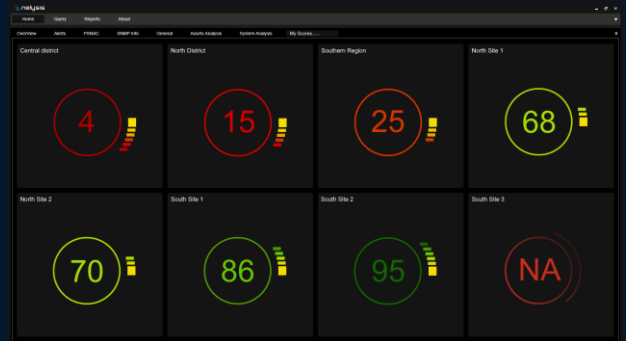 nelysis
Home Query Reports About
Overview Alerts PSNAC SNMP Info General Assets Analysis System Analysis My Scores......
Central district North District Southern Region North Site 1
4 15 25 68
North Site 2 South Site 1 South Site 2 South Site 3
70 86 95 NA